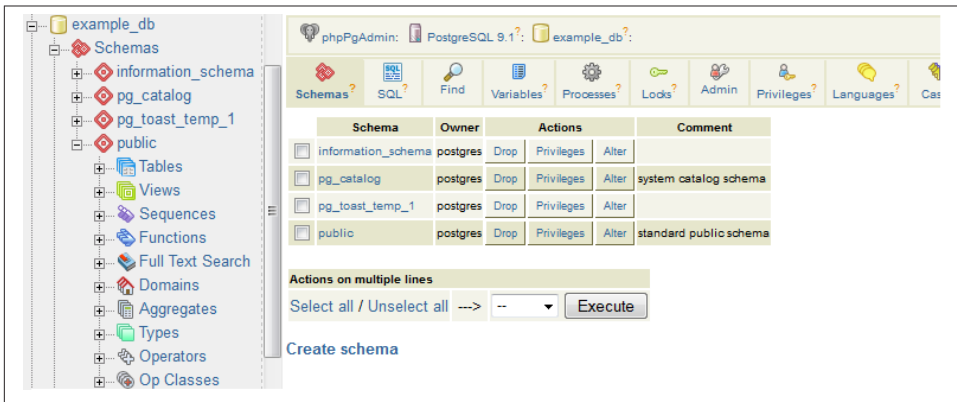 example_db
Schemas
information_schema
pg_catalog
pg_toast_temp_1
public
Tables
Views
Sequences
Functions
Full Text Search
Domains
Aggregates
Types
Operators
Op Classes
phpPgAdmin: PostgreSQL 9.1?: example_db?:
Schemas? SQL? Find Variables? Processes? Locks? Admin Privileges? Languages? Cas
Schema Owner Actions Comment
information_schema postgres Drop Privileges Alter
pg_catalog postgres Drop Privileges Alter system catalog schema
pg_toast_temp_1 postgres Drop Privileges Alter
public postgres Drop Privileges Alter standard public schema
Actions on multiple lines
Select all / Unselect all ---> -- Execute
Create schema